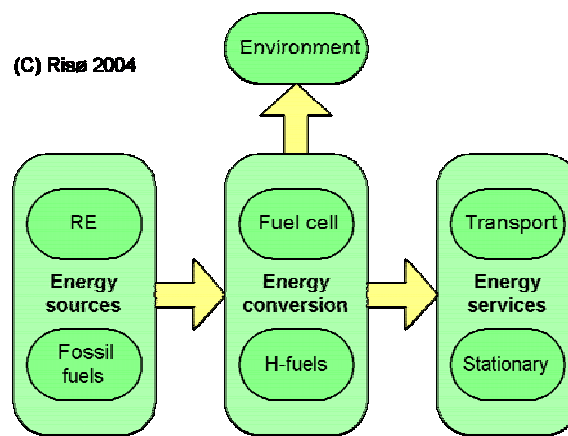 Environment
(C) Risø 2004
RE
Energy
sources
Fossil
fuels
Fuel cell
Energy
conversion
H-fuels
Transport
Energy
services
Stationary